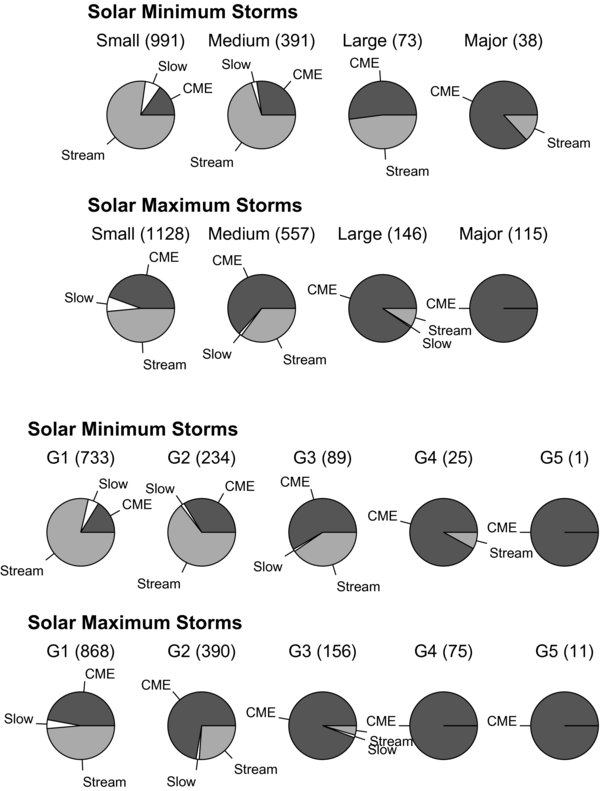 Solar Minimum Storms
Small (991) Medium (391) Large (73) Major (38)
Slow CME Stream
Slow CME Stream
CME Stream
CME Stream
Solar Maximum Storms
Small (1128) Medium (557) Large (146) Major (115)
CME Slow Stream
CME Slow Stream
CME Stream Slow
CME
Solar Minimum Storms
G1 (733) G2 (234) G3 (89) G4 (25) G5 (1)
Slow CME Stream
Slow CME Stream
CME Slow Stream
CME Stream
CME
Solar Maximum Storms
G1 (868) G2 (390) G3 (156) G4 (75) G5 (11)
CME Slow Stream
CME Slow Stream
CME Stream Slow
CME
CME